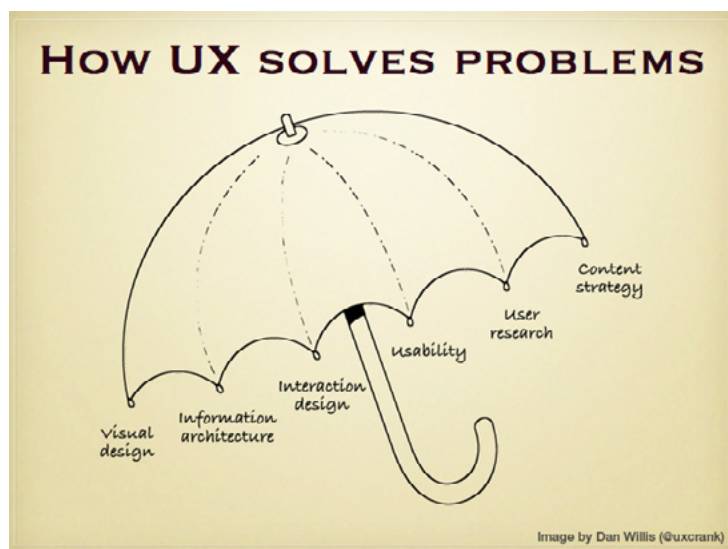 How UX solves problems
Content
strategy
User
research
Usability
Interaction
design
Information
architecture
Visual
design
Image by Dan Willis (@uxcrank)